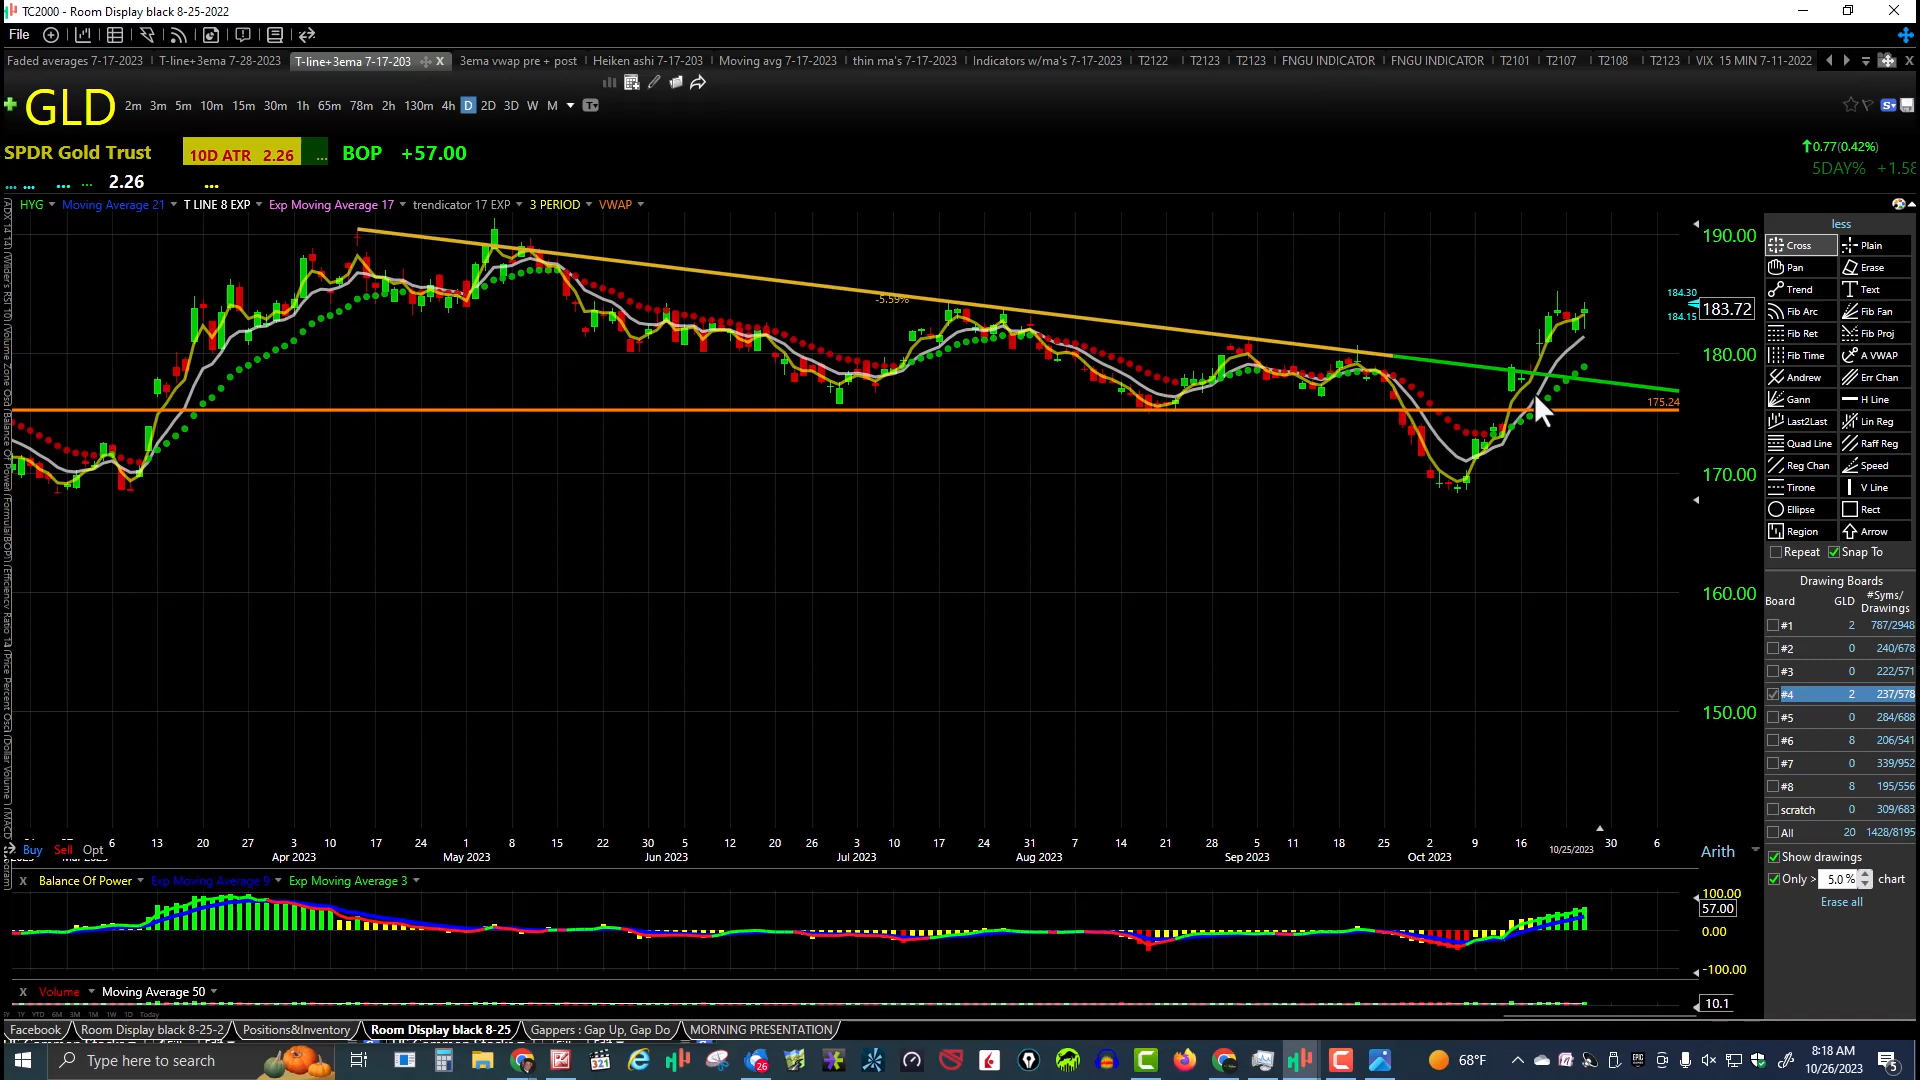 TC2000 - Room Display black 8-25-2022
File
Faded averages 7-17-2023 T-line+3ema 7-28-2023 T-line+3ema 7-17-203 X 3ema vwap pre + post Heiken ashi 7-17-203 Moving avg 7-17-2023 thin ma's 7-17-2023 Indicators w/ma's 7-17-2023 T2122 T2123 T2123 FNGU INDICATOR FNGU INDICATOR T2101 T2107 T2108 T2123 VIX 15 MIN 7-11-2022
GLD 2m 3m 5m 10m 15m 30m 1h 65m 78m 2h 130m 4h D 2D 3D W M
SPDR Gold Trust 10D ATR 2.26 ... BOP +57.00
0.77(0.42%)
5DAY% +1.58
... ... ... ... 2.26 ...
HYG Moving Average 21 T LINE 8 EXP Exp Moving Average 17 trendicator 17 EXP 3 PERIOD VWAP
190.00
184.30
183.72
184.15
-5.59%
180.00
175.24
170.00
160.00
150.00
less
Cross Plain
Pan Erase
Trend Text
Fib Arc Fib Fan
Fib Ret Fib Proj
Fib Time A VWAP
Andrew Err Chan
Gann H Line
Last2Last Lin Reg
Quad Line Raff Reg
Reg Chan Speed
Tirone V Line
Ellipse Rect
Region Arrow
Repeat Snap To
Drawing Boards
Board GLD #Syms/
Drawings
#1 2 787/2948
#2 0 240/678
#3 0 222/571
#4 2 237/578
#5 0 284/688
#6 8 206/541
#7 0 339/952
#8 8 195/556
scratch 0 309/683
All 20 1428/8195
Show drawings
Only > 5.0 % chart
Erase all
6 13 20 27 3 10 17 24 1 8 15 22 30 5 12 20 26 3 10 17 24 31 7 14 21 28 5 11 18 25 2 9 16 10/25/2023 30 6
Buy Sell Opt
Apr 2023 May 2023 Jun 2023 Jul 2023 Aug 2023 Sep 2023 Oct 2023
Arith
X Balance Of Power Exp Moving Average 9 Exp Moving Average 3
100.00
57.00
0.00
-100.00
X Volume Moving Average 50
10.1
Facebook Room Display black 8-25-2 Positions&Inventory Room Display black 8-25 Gappers : Gap Up, Gap Do MORNING PRESENTATION
Type here to search
26
68°F
8:18 AM
10/26/2023
5